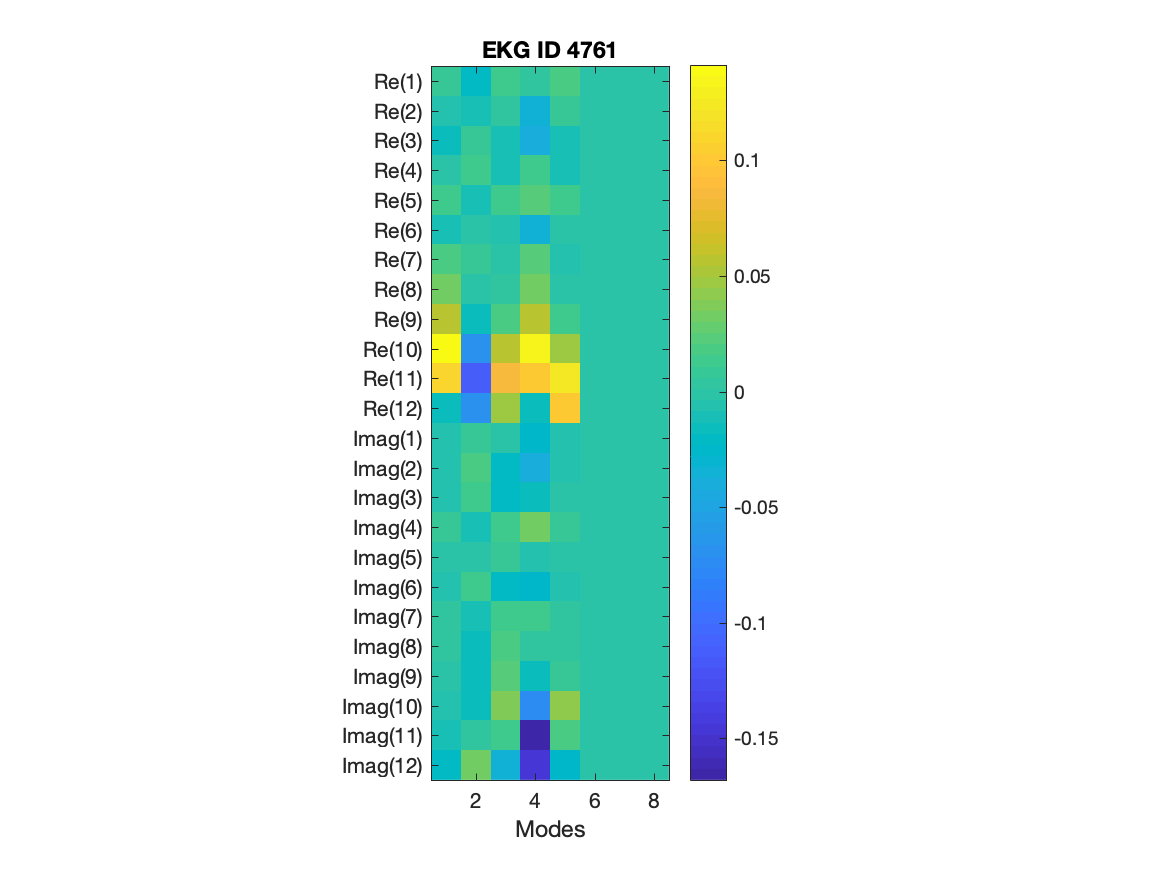 EKG ID 4761
Re(1)
Re(2)
Re(3)
Re(4)
Re(5)
Re(6)
Re(7)
Re(8)
Re(9)
Re(10)
Re(11)
Re(12)
Imag(1)
Imag(2)
Imag(3)
Imag(4)
Imag(5)
Imag(6)
Imag(7)
Imag(8)
Imag(9)
Imag(10)
Imag(11)
Imag(12)
2 4 6 8
Modes
0.1
0.05
0
-0.05
-0.1
-0.15